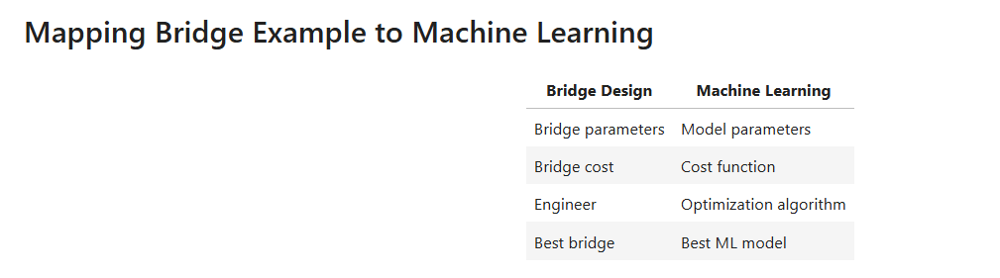 Mapping Bridge Example to Machine Learning
Bridge Design Machine Learning
Bridge parameters Model parameters
Bridge cost Cost function
Engineer Optimization algorithm
Best bridge Best ML model